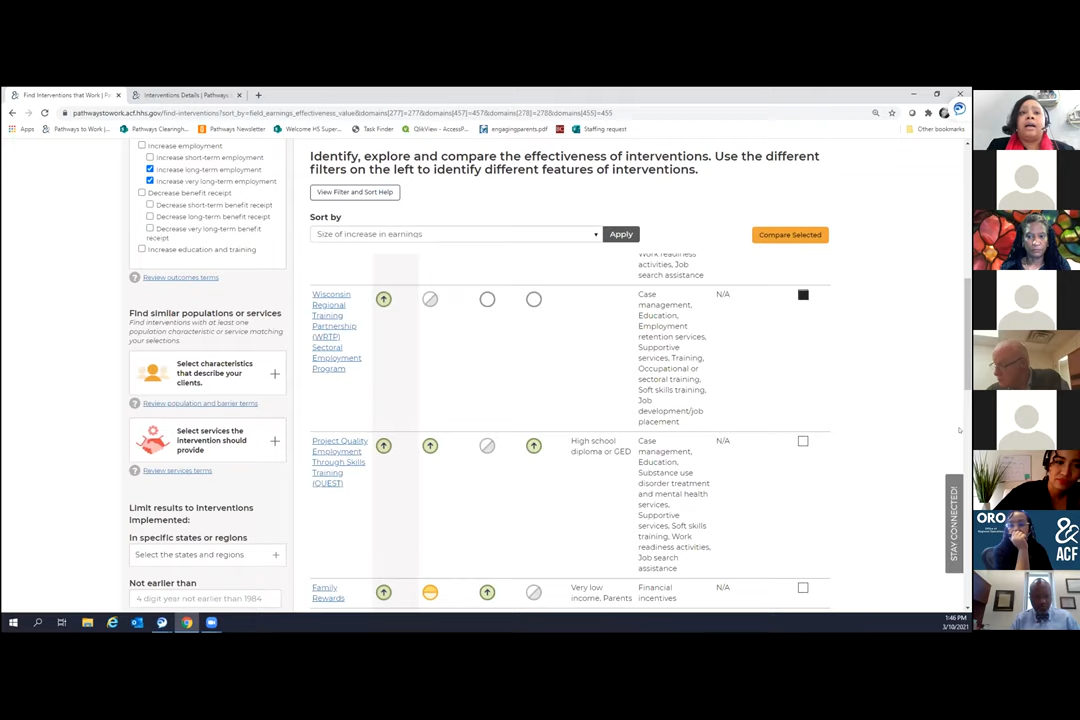 Find Interventions that Work | Pa
Interventions Details | Pathways
pathwaystowork.acf.hhs.gov/find-interventions?sort_by=field_earnings_effectiveness_value&domains[277]=277&domains[457]=457&domains[278]=278&domains[455]=455
Apps
Pathways to Work |...
Pathways Clearingh...
Pathways Newsletter
Welcome HS Super...
Task Finder
QlikView - AccessP...
engagingparents.pdf
Staffing request
Other bookmarks
Increase employment
Increase short-term employment
Increase long-term employment
Increase very long-term employment
Decrease benefit receipt
Decrease short-term benefit receipt
Decrease long-term benefit receipt
Decrease very long-term benefit
receipt
Increase education and training
Review outcomes terms
Find similar populations or services
Find interventions with at least one
population characteristic or service matching
your selections.
Select characteristics
that describe your
clients.
Review population and barrier terms
Select services the
intervention should
provide
Review services terms
Limit results to Interventions
Implemented:
In specific states or regions
Select the states and regions
Not earlier than
4 digit year not earlier than 1984
Identify, explore and compare the effectiveness of interventions. Use the different
filters on the left to identify different features of interventions.
View Filter and Sort Help
Sort by
Size of increase in earnings
Apply
Compare Selected
Work readiness
activities, Job
search assistance
Wisconsin
Regional
Training
Partnership
(WRTP)
Sectoral
Employment
Program
Case
management,
Education,
Employment
retention services,
Supportive
services, Training,
Occupational or
sectoral training,
Soft skills training,
Job
development/job
placement
N/A
Project Quality
Employment
Through Skills
Training
(QUEST)
High school
diploma or GED
Case
management,
Education,
Substance use
disorder treatment
and mental health
services,
Supportive
services, Soft skills
training, Work
readiness activities,
Job search
assistance
N/A
Family
Rewards
Very low
income, Parents
Financial
incentives
N/A
STAY CONNECTED!
1:46 PM
3/10/2021
ORO
&
ACF